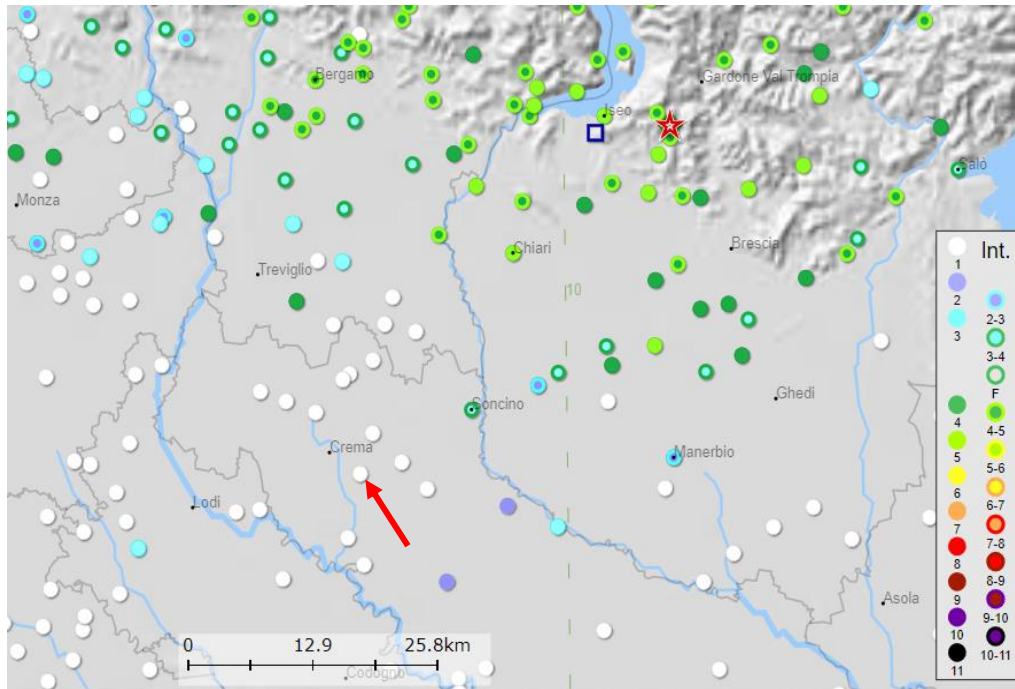 Bergamo
Gardone Val Trompia
Iseo
Salò
Monza
Chiari
Brescia
Treviglio
10
Soncino
Ghedi
Crema
Manerbio
Lodi
Asola
Codogno
0 12.9 25.8km
Int.
1
2
2-3
3
3-4
F
4
4-5
5
5-6
6
6-7
7
7-8
8
8-9
9
9-10
10
10-11
11